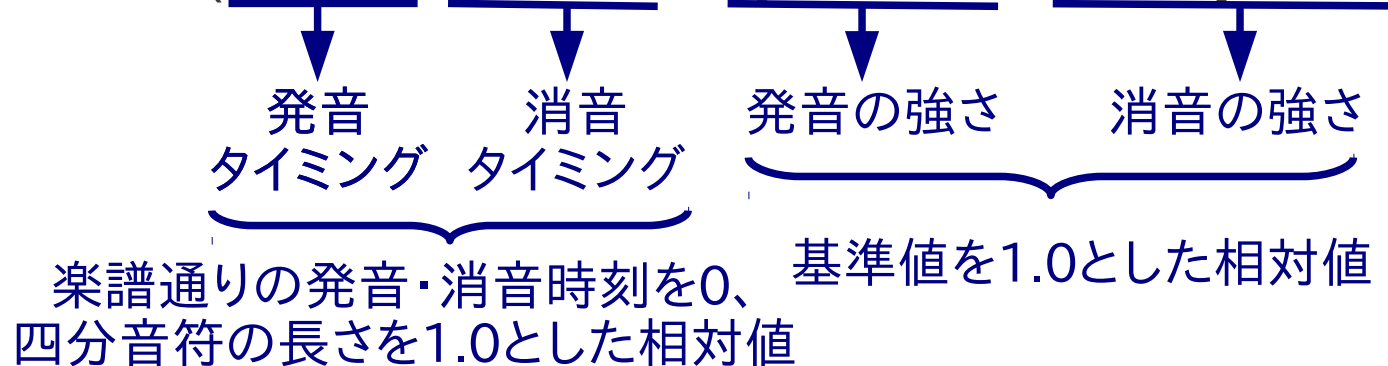 発音
タイミング
消音
タイミング
発音の強さ
消音の強さ
楽譜通りの発音・消音時刻を0、
四分音符の長さを1.0とした相対値
基準値を1.0とした相対値